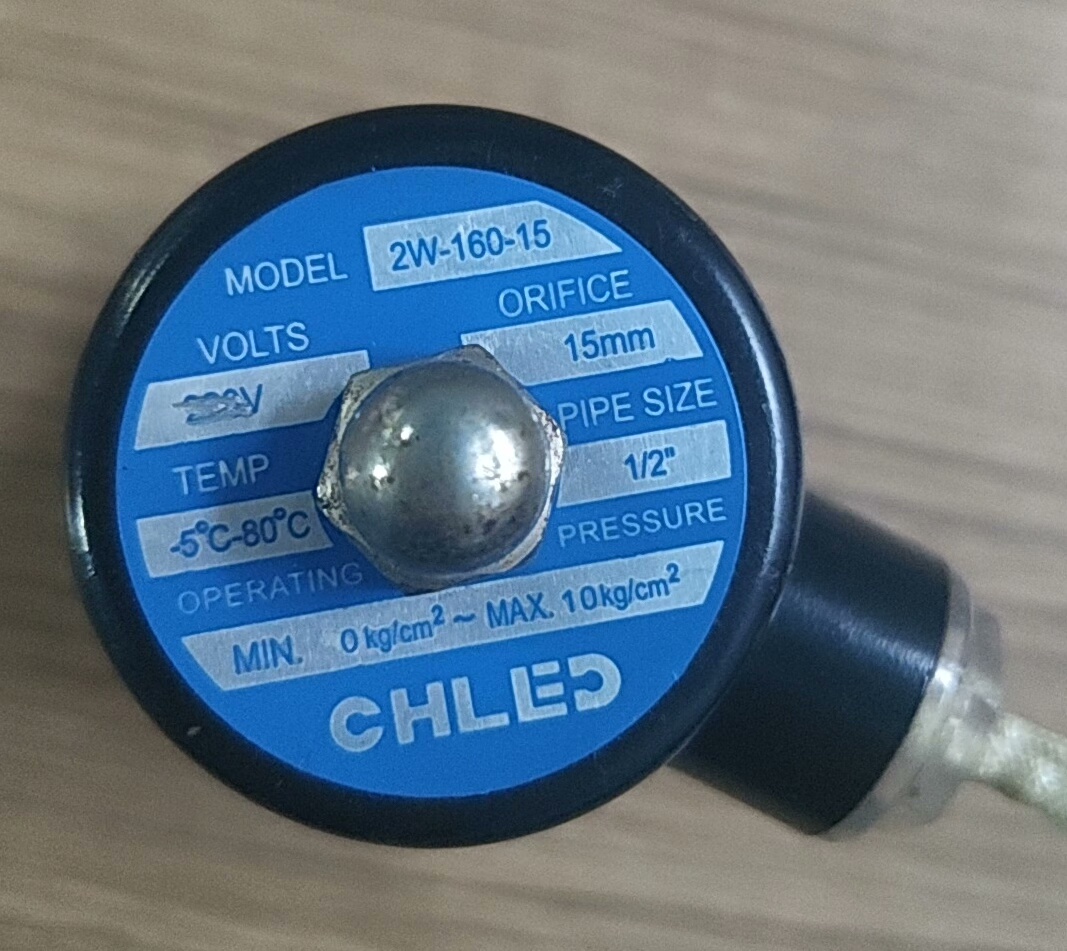 MODEL 2W-160-15
ORIFICE
15mm
VOLTS
V
PIPE SIZE
1/2"
TEMP
-5°C-80°C
OPERATING PRESSURE
MIN. 0 kg/cm² ~ MAX. 10kg/cm²
CHLED